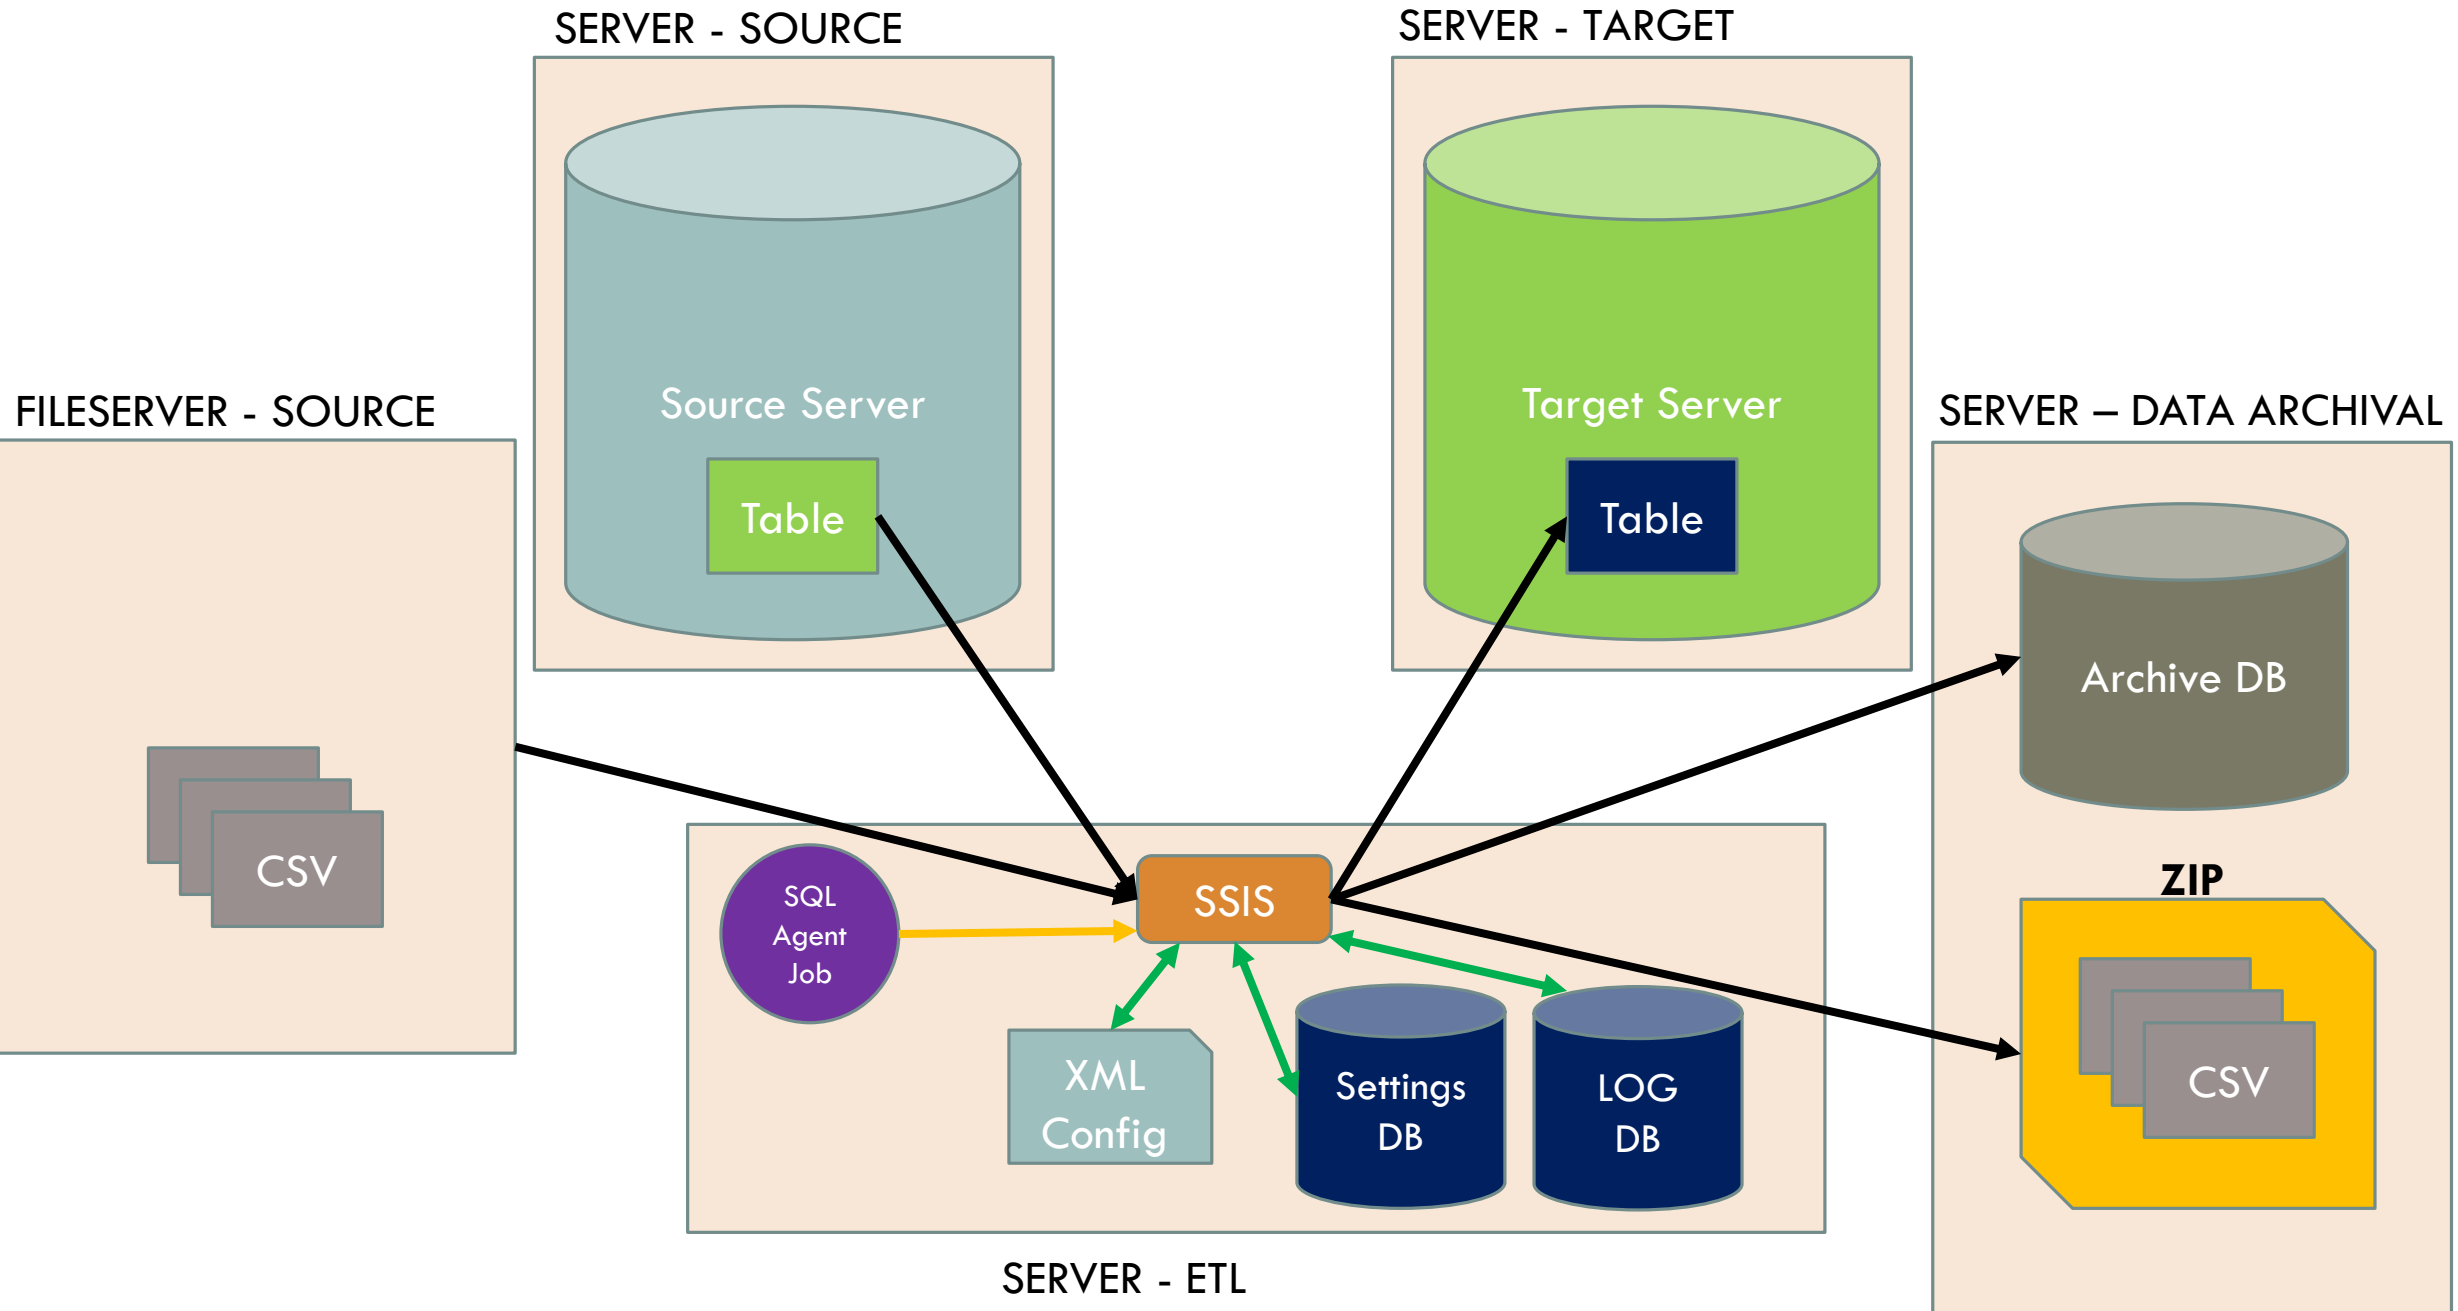 SERVER - SOURCE
SERVER - TARGET
Source Server
Table
Target Server
Table
FILESERVER - SOURCE
CSV
SERVER – DATA ARCHIVAL
Archive DB
ZIP
CSV
SQL
Agent
Job
SSIS
XML
Config
Settings
DB
LOG
DB
SERVER - ETL